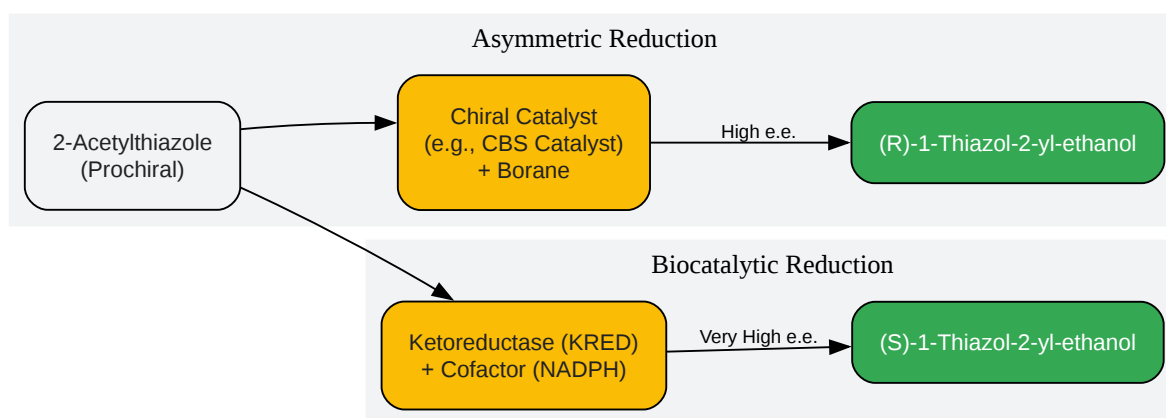 Asymmetric Reduction
2-Acetylthiazole
(Prochiral)
Chiral Catalyst
(e.g., CBS Catalyst)
+ Borane
High e.e.
(R)-1-Thiazol-2-yl-ethanol
Biocatalytic Reduction
Ketoreductase (KRED)
+ Cofactor (NADPH)
Very High e.e.
(S)-1-Thiazol-2-yl-ethanol